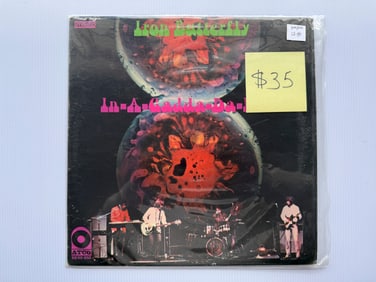 Iron Butterfly
$35
In-A-Gadda-Da-
ATCO